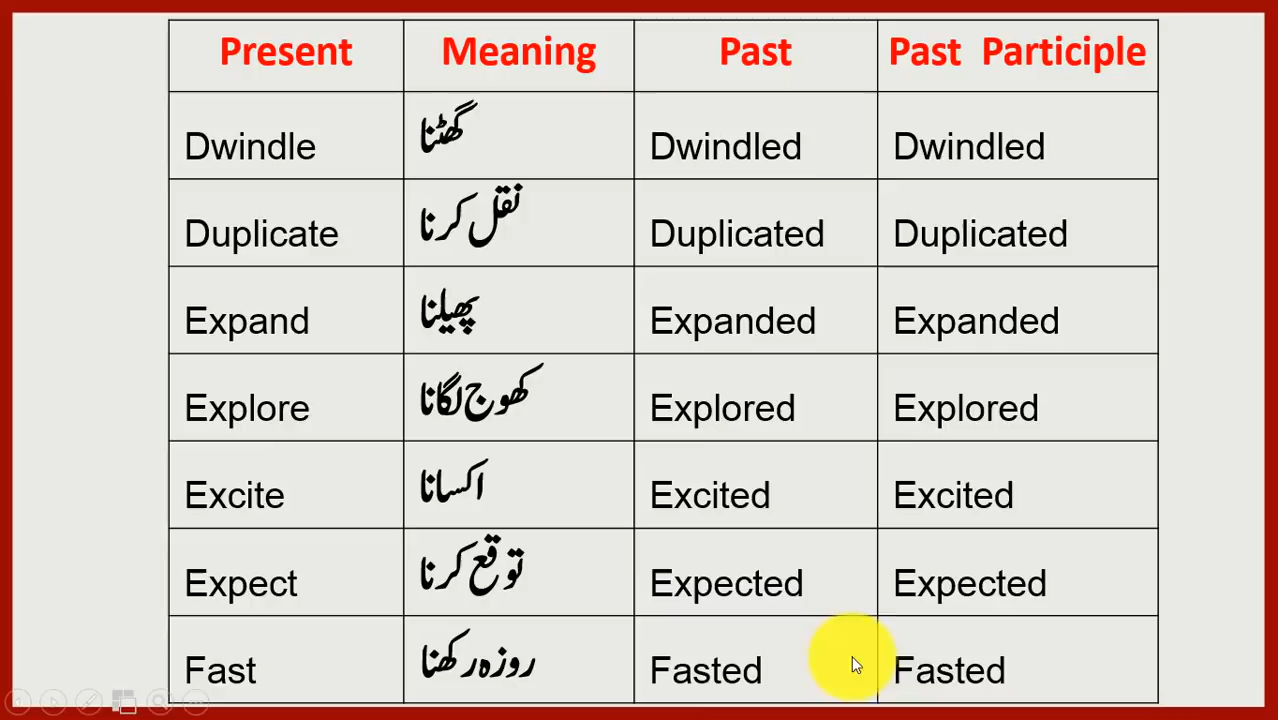 Present Meaning Past Past Participle
Dwindle گھٹنا Dwindled Dwindled
Duplicate نقل کرنا Duplicated Duplicated
Expand پھیلنا Expanded Expanded
Explore کھوج لگانا Explored Explored
Excite اکسانا Excited Excited
Expect توقع کرنا Expected Expected
Fast روزہ رکھنا Fasted Fasted